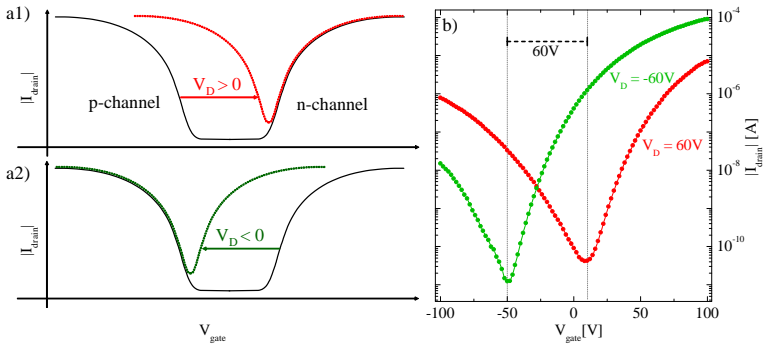 a1)
|I_drain|
p-channel
V_D > 0
n-channel
a2)
|I_drain|
V_D < 0
V_gate
b)
60V
V_D = -60V
V_D = 60V
10^-4
10^-6
10^-8
10^-10
|I_drain| [A]
-100 -50 0 50 100
V_gate [V]